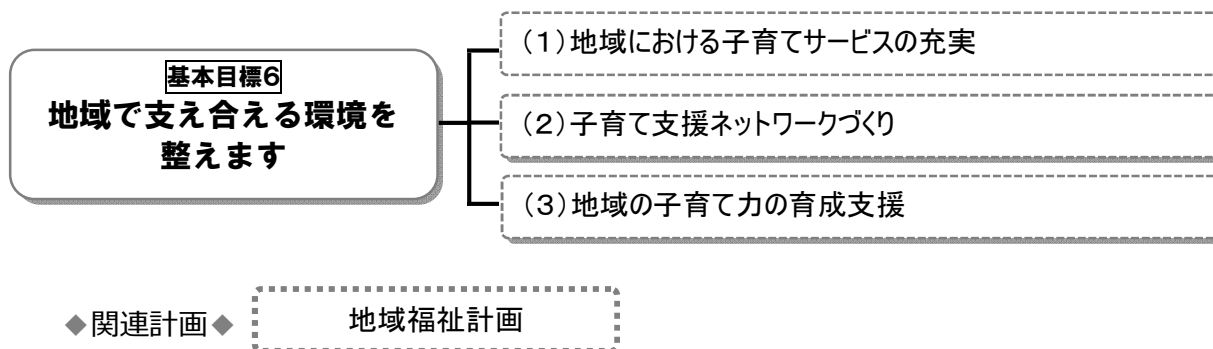 基本目標6
地域で支え合える環境を
整えます
(1)地域における子育てサービスの充実
(2)子育て支援ネットワークづくり
(3)地域の子育て力の育成支援
◆関連計画◆
地域福祉計画